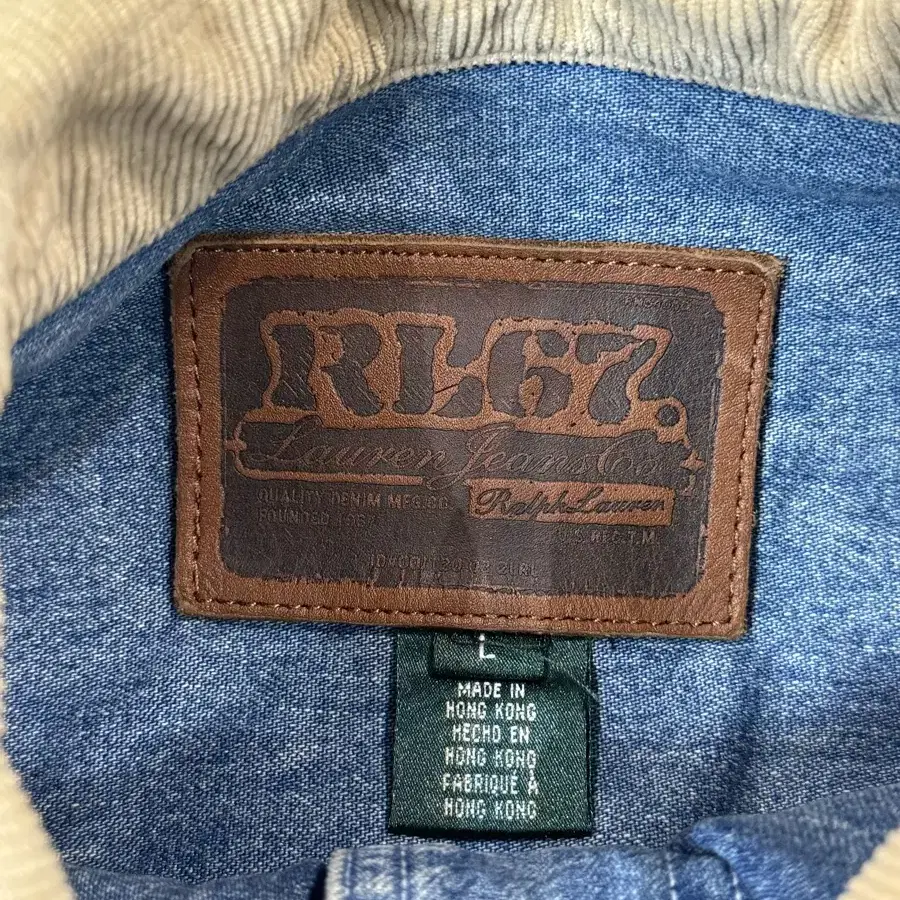 RL67.
Lauren Jeans Co.
QUALITY DENIM MFG.CO.
FOUNDED 1967
Ralph Lauren
U.S. REG. T.M.
L
MADE IN
HONG KONG
HECHO EN
HONG KONG
FABRIQUÉ À
HONG KONG